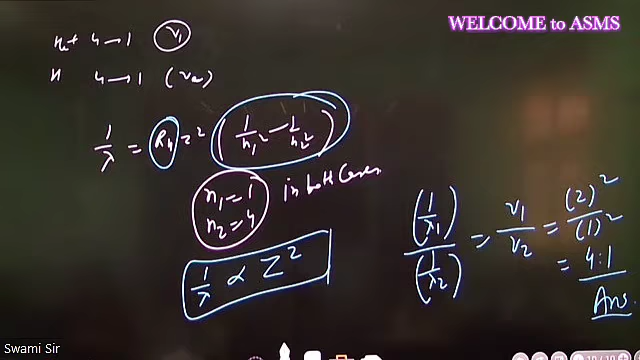 WELCOME to ASMS
He+ 4→1 (ν₁)
H 4→1 (ν₂)
1/λ = R_H Z² (1/n₁² − 1/n₂²)
n₁ = 1
n₂ = 4
in both Cases
1/λ ∝ Z²
(1/λ₁)/(1/λ₂) = ν₁/ν₂ = (2)²/(1)²
= 4:1
Ans.
Swami Sir